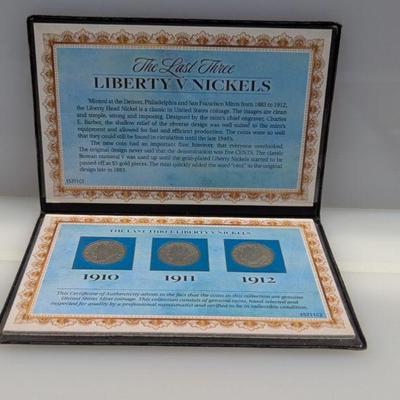 The Last Three
LIBERTY V NICKELS
Minted at the Denver, Philadelphia and San Francisco Mints from 1883 to 1912,
the Liberty Head Nickel is a classic in United States coinage. The images are clean
and simple, strong and imposing. Designed by the mint's chief engraver, Charles
E. Barber, the shallow relief of the reverse design was well suited to the mint's
equipment and allowed for fast and efficient production. The coins wore so well
that they could be found in circulation until the late 1940's.
The new coin had an important flaw, however, that everyone overlooked.
The original design never said that the denomination was five CENTS. The classic
Roman numeral V was used up until the gold-plated Liberty Nickels started to be
passed off as $5 gold pieces. The mint quickly added the word "cents" to the original
design late in 1883.
15711C2
THE LAST THREE LIBERTY V NICKELS
1910 1911 1912
This Certificate of Authenticity attests to the fact that the coins in this collection are genuine
United States Mint coinage. This collection consists of genuine coins, hand selected and
inspected for quality by a professional numismatist and verified to be in collectible condition.
15711C2